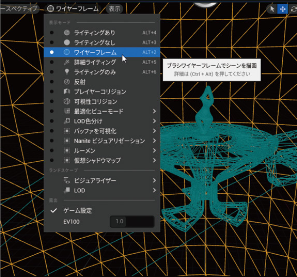 ースペクティブ ワイヤーフレーム 表示
ライティングあり ALT+4
ライティングなし ALT+3
ワイヤーフレーム ALT+2
詳細ライティング ALT+5
ライティングのみ ALT+6
反射
プレイヤーコリジョン
可視性コリジョン
最適化ビューモード
LOD色分け
バッファを可視化
Nanite ビジュアリゼーション
ルーメン
仮想シャドウマップ
ビジュアライザー
LOD
ゲーム設定
EV100 1.0
ブラシワイヤーフレームでシーンを描画
詳細は (Ctrl + Alt) を押してください